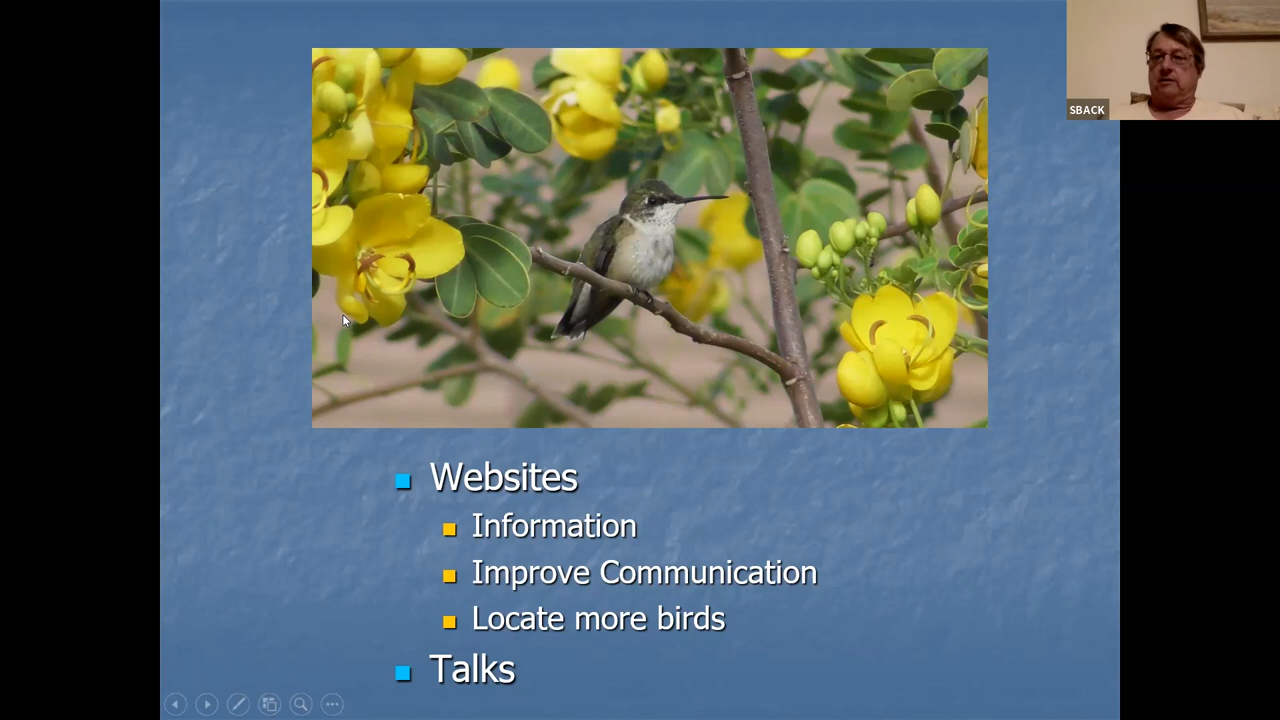 SBACK
Websites
Information
Improve Communication
Locate more birds
Talks